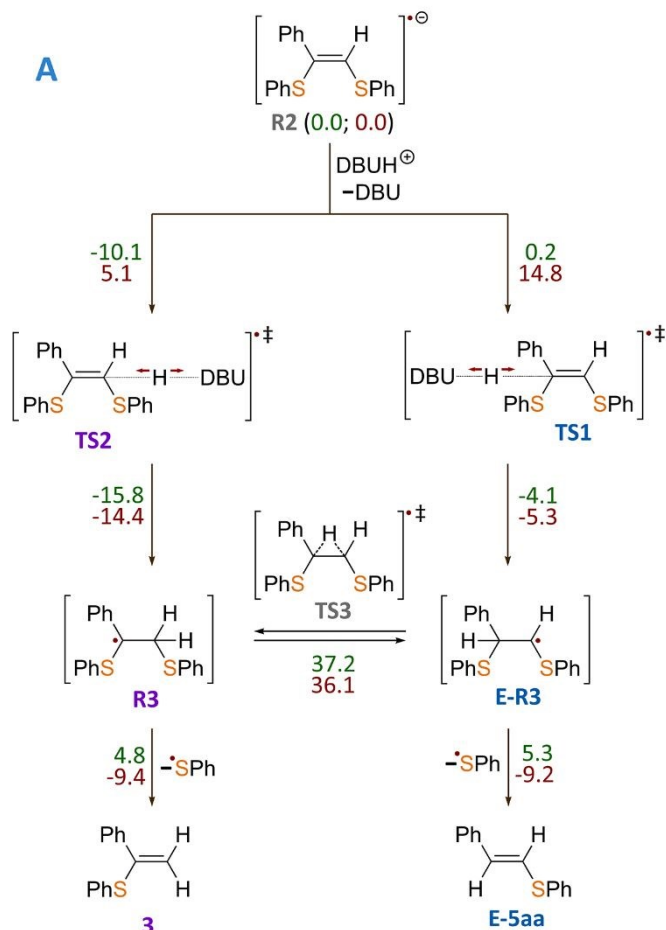 A
Ph H •⊖
PhS SPh
R2 (0.0; 0.0)
DBUH⊕
−DBU
-10.1 0.2
5.1 14.8
Ph H •‡
H DBU
PhS SPh
TS2
Ph H •‡
DBU H
PhS SPh
TS1
-15.8 -4.1
-14.4 -5.3
Ph H H •‡
PhS SPh
TS3
Ph H
• H
PhS SPh
R3
37.2
36.1
Ph H
H •
PhS SPh
E-R3
4.8 −•SPh
-9.4
−•SPh 5.3
-9.2
Ph H
PhS H
3
Ph H
H SPh
E-5aa